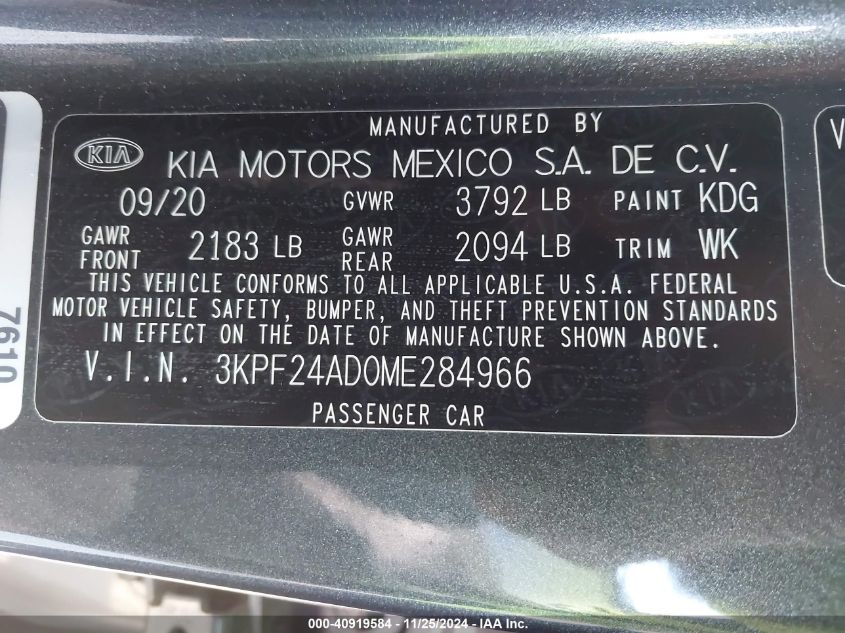 MANUFACTURED BY
KIA KIA MOTORS MEXICO S.A. DE C.V.
09/20 GVWR 3792 LB PAINT KDG
GAWR FRONT 2183 LB GAWR REAR 2094 LB TRIM WK
THIS VEHICLE CONFORMS TO ALL APPLICABLE U.S.A. FEDERAL
MOTOR VEHICLE SAFETY, BUMPER, AND THEFT PREVENTION STANDARDS
IN EFFECT ON THE DATE OF MANUFACTURE SHOWN ABOVE.
V.I.N. 3KPF24AD0ME284966
PASSENGER CAR
7610
V
000-40919584 - 11/25/2024 - IAAI.COM